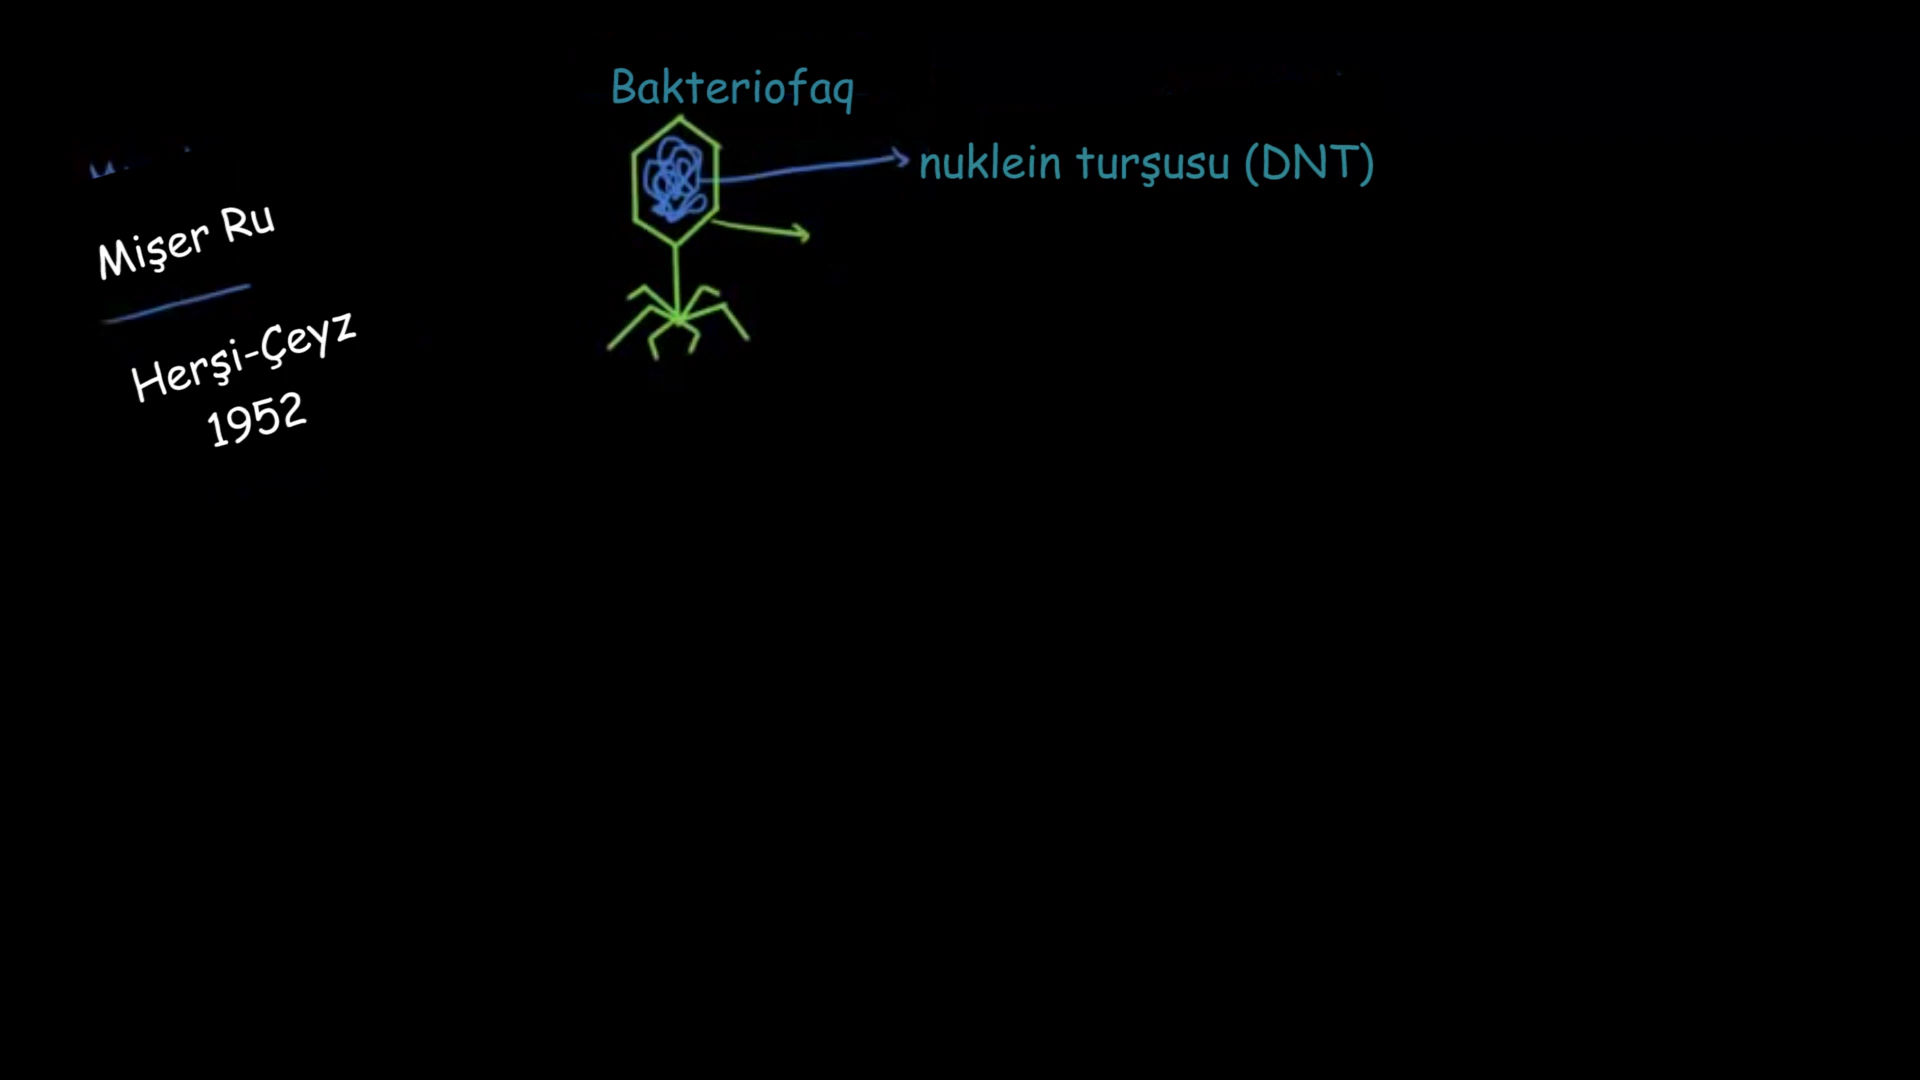 Bakteriofaq
nuklein turşusu (DNT)
Mişer Ru
Herşi-Çeyz
1952